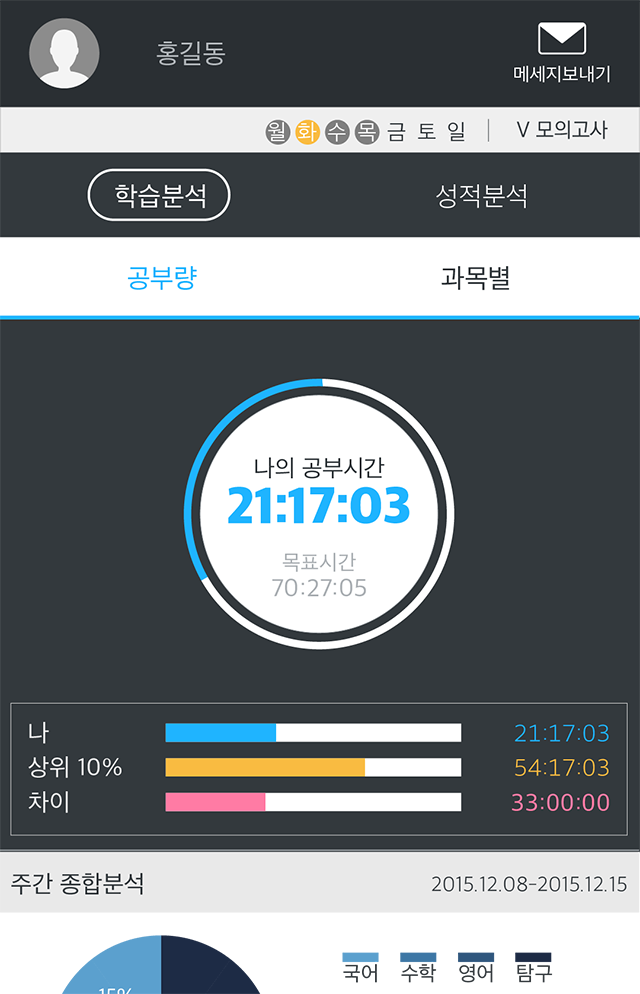 홍길동
메세지보내기
월 화 수 목 금 토 일 | V 모의고사
학습분석 성적분석
공부량 과목별
나의 공부시간
21:17:03
목표시간
70:27:05
나 21:17:03
상위 10% 54:17:03
차이 33:00:00
주간 종합분석 2015.12.08-2015.12.15
국어 수학 영어 탐구
15%